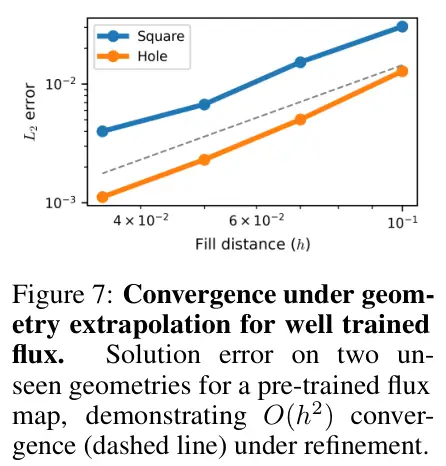 Square
Hole
10⁻²
10⁻³
L₂ error
4 × 10⁻²
6 × 10⁻²
10⁻¹
Fill distance (h)
Figure 7: Convergence under geom-
etry extrapolation for well trained
flux. Solution error on two un-
seen geometries for a pre-trained flux
map, demonstrating O(h²) conver-
gence (dashed line) under refinement.